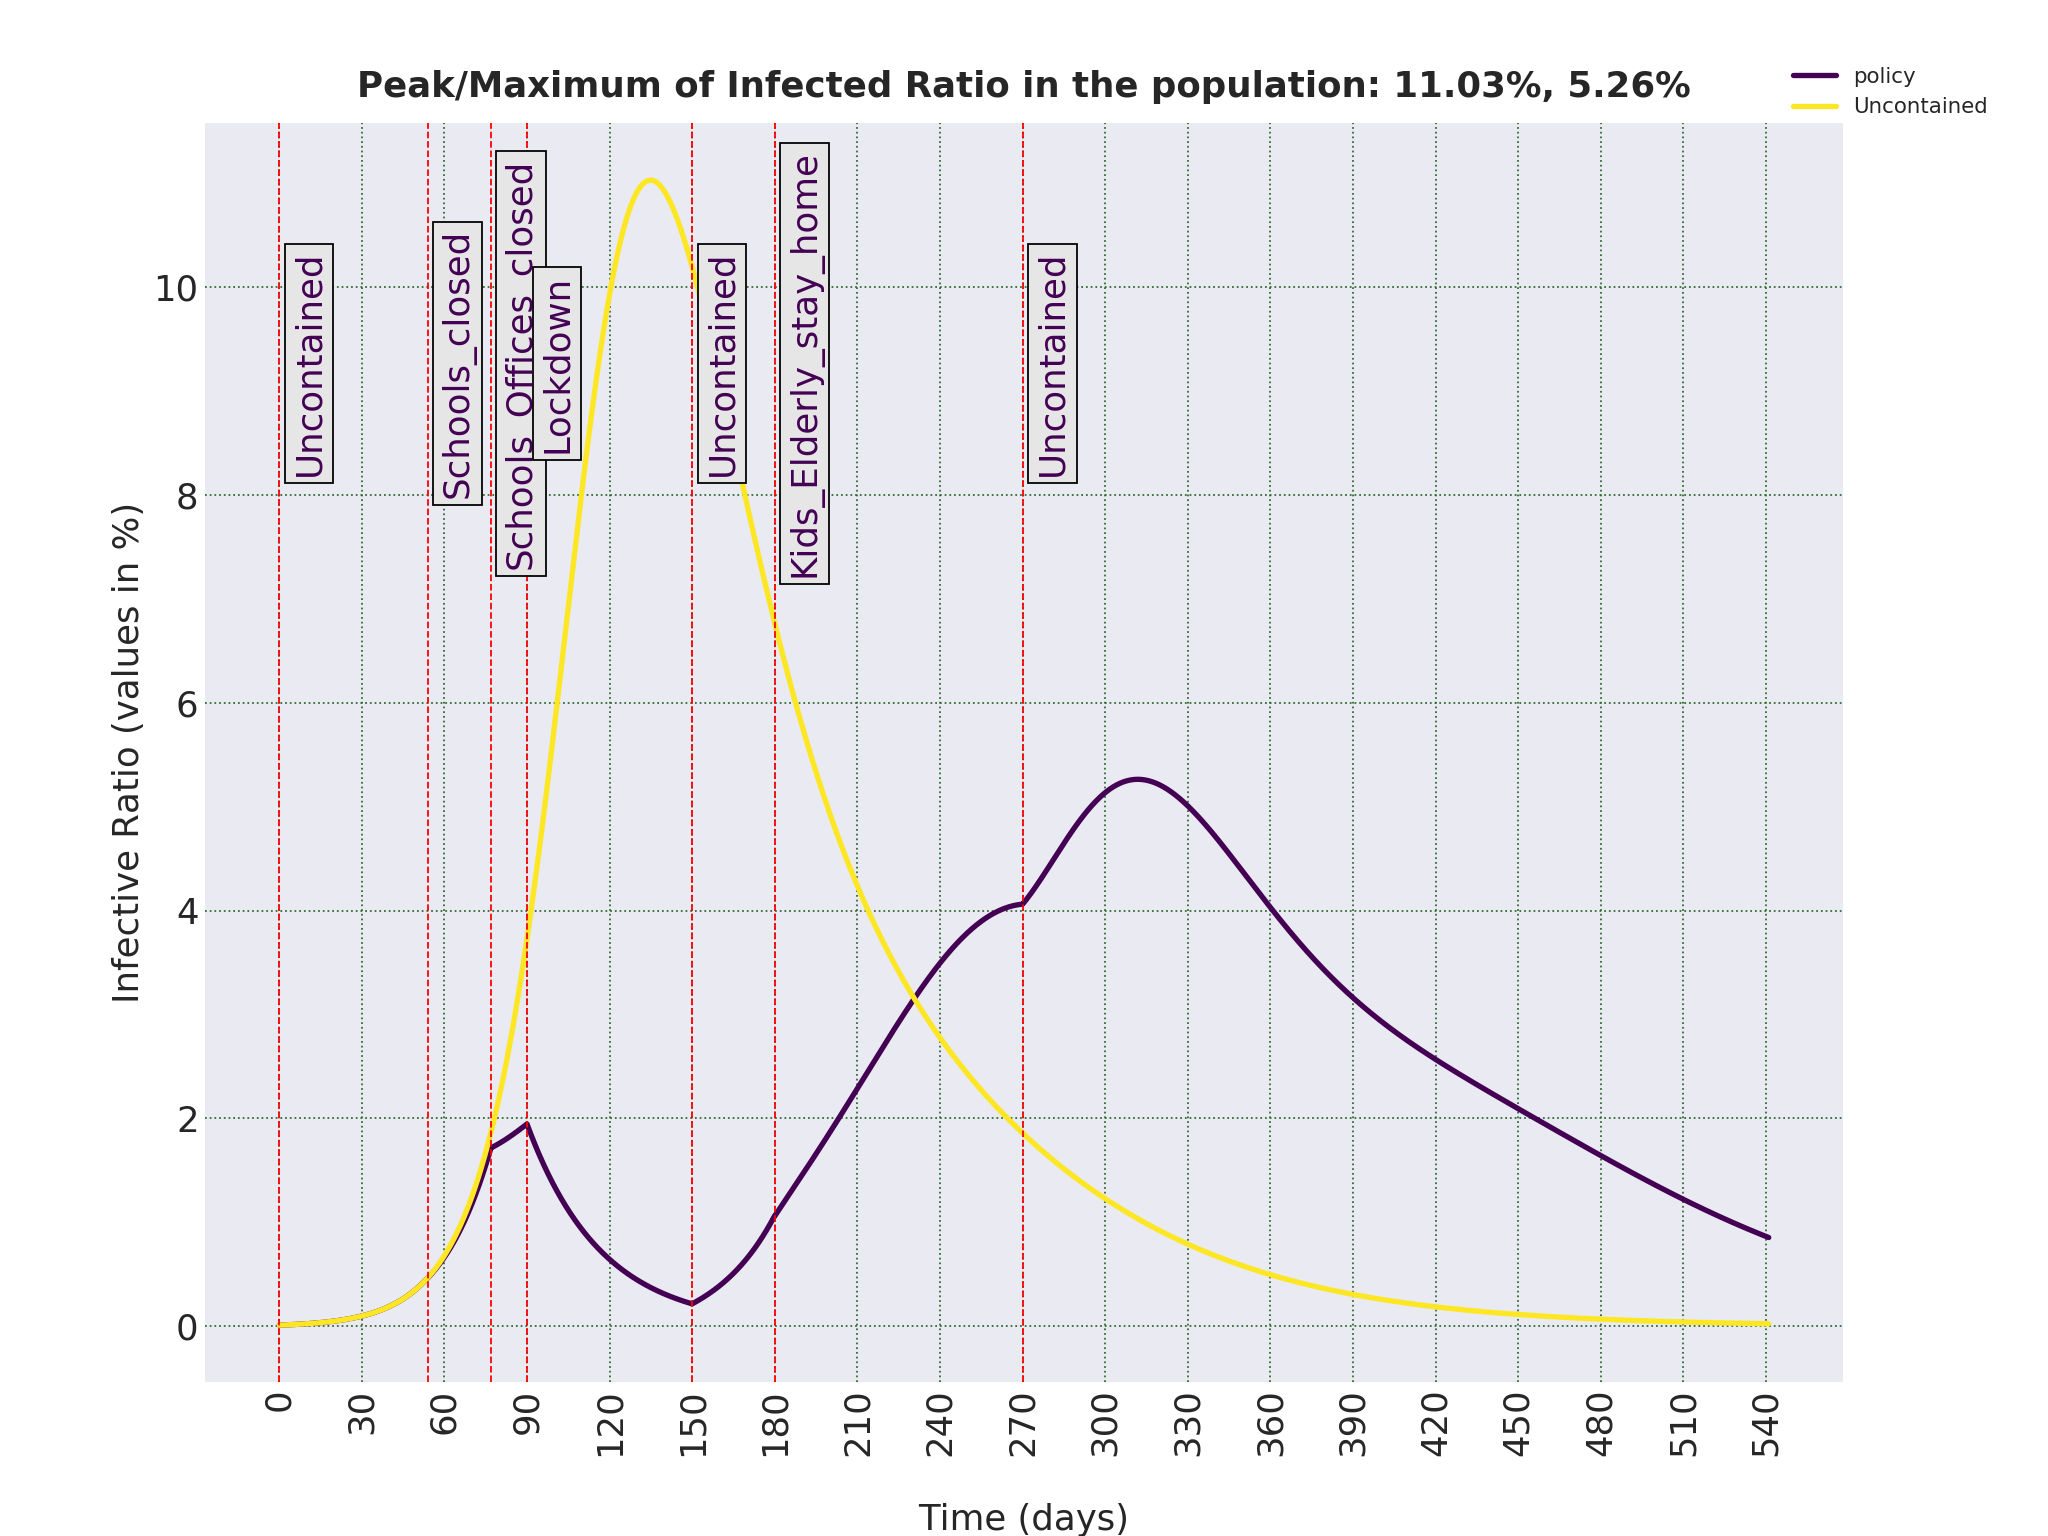 Peak/Maximum of Infected Ratio in the population: 11.03%, 5.26%
policy
Uncontained
Infective Ratio (values in %)
10
8
6
4
2
0
Uncontained
Schools_closed
Schools_Offices_closed
Lockdown
Uncontained
Kids_Elderly_stay_home
Uncontained
0 30 60 90 120 150 180 210 240 270 300 330 360 390 420 450 480 510 540
Time (days)